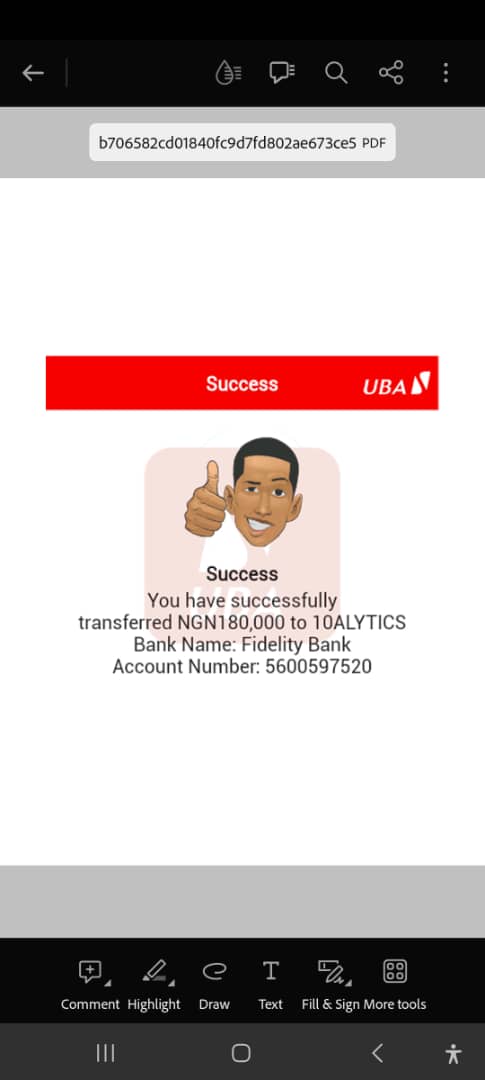 b706582cd01840fc9d7fd802ae673ce5 PDF
Success
UBA
UBA
Success
You have successfully
transferred NGN180,000 to 10ALYTICS
Bank Name: Fidelity Bank
Account Number: 5600597520
Comment Highlight Draw Text Fill & Sign More tools